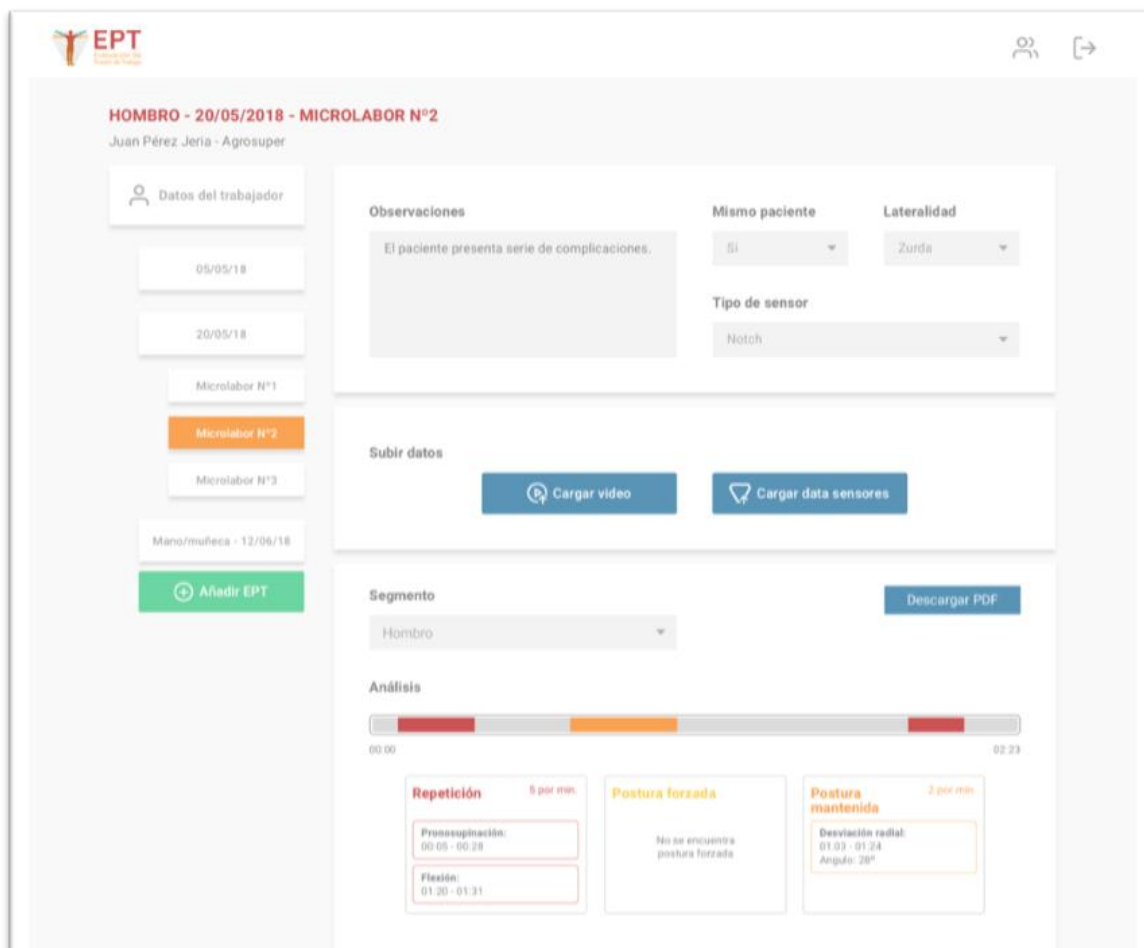 EPT
Evaluación de
Puesto de Trabajo
HOMBRO - 20/05/2018 - MICROLABOR Nº2
Juan Pérez Jeria - Agrosuper
Datos del trabajador
05/05/18
20/05/18
Microlabor Nº1
Microlabor Nº2
Microlabor Nº3
Mano/muñeca - 12/06/18
Añadir EPT
Observaciones
El paciente presenta serie de complicaciones.
Mismo paciente
Si
Lateralidad
Zurda
Tipo de sensor
Notch
Subir datos
Cargar video
Cargar data sensores
Segmento
Descargar PDF
Hombro
Análisis
00:00
02:23
Repetición
5 por min.
Pronosupinación:
00:05 - 00:28
Flexión:
01:20 - 01:31
Postura forzada
No se encuentra
postura forzada
Postura
mantenida
2 por min
Desviación radial:
01:03 - 01:24
Angulo: 28º